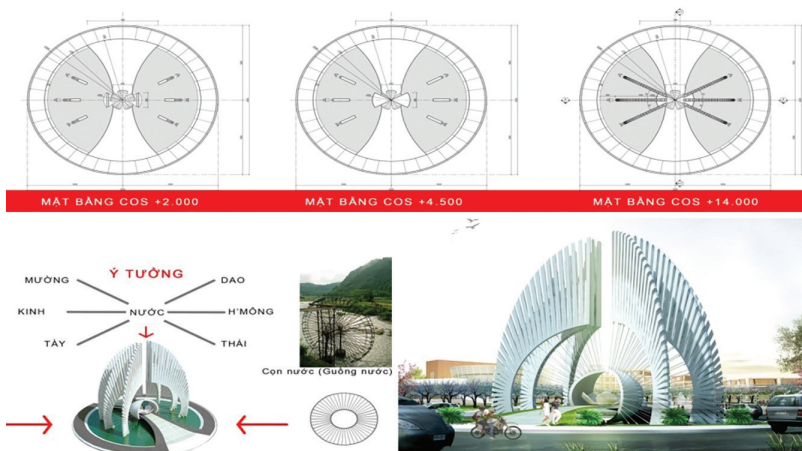 MẶT BẰNG COS +2.000
MẶT BẰNG COS +4.500
MẶT BẰNG COS +14.000
Ý TƯỞNG
MƯỜNG
DAO
KINH
NƯỚC
H'MÔNG
TÀY
THÁI
Cọn nước (Guồng nước)